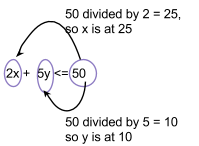 50 divided by 2 = 25,
so x is at 25
2x + 5y <= 50
50 divided by 5 = 10
so y is at 10